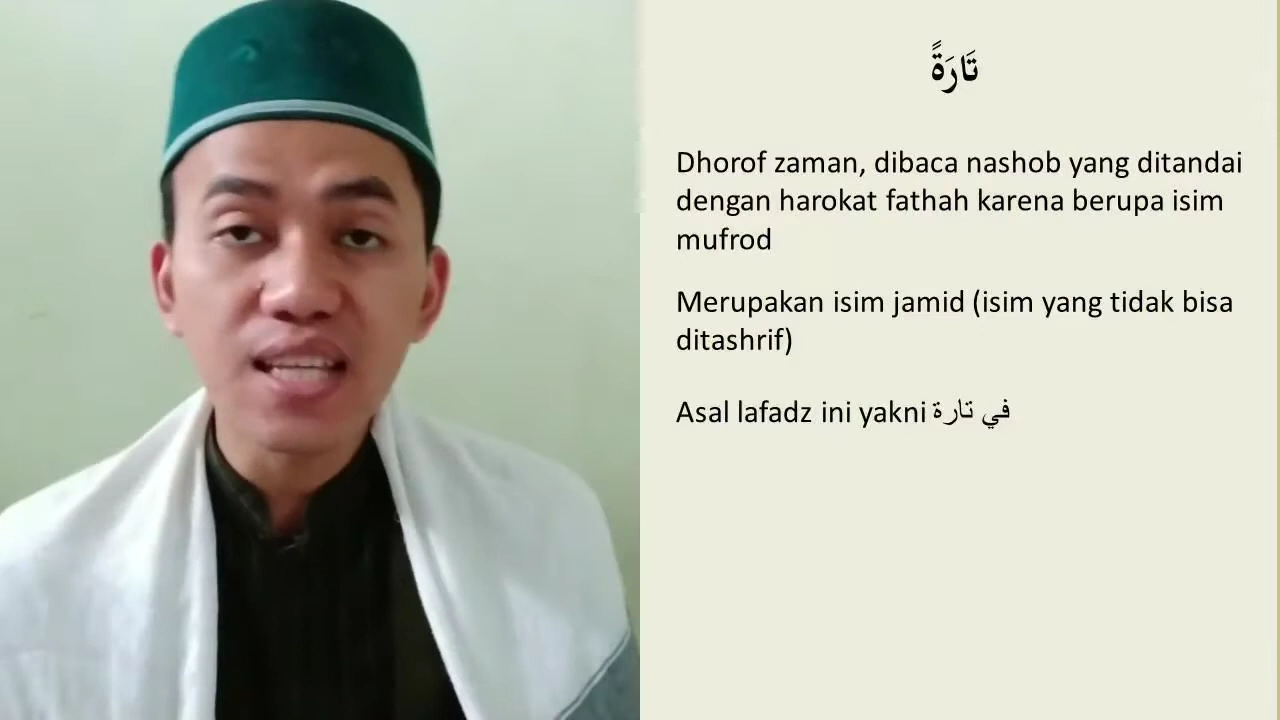 تَارَةً
Dhorof zaman, dibaca nashob yang ditandai
dengan harokat fathah karena berupa isim
mufrod
Merupakan isim jamid (isim yang tidak bisa
ditashrif)
Asal lafadz ini yakni في تارة